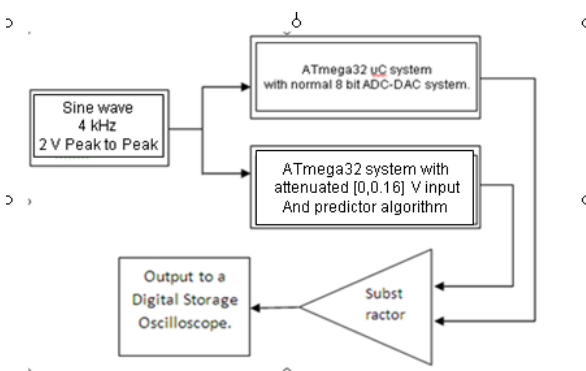 Sine wave
4 kHz
2 V Peak to Peak
ATmega32 uC system
with normal 8 bit ADC-DAC system.
ATmega32 system with
attenuated [0,0.16] V input
And predictor algorithm
Subst
ractor
Output to a
Digital Storage
Oscilloscope.